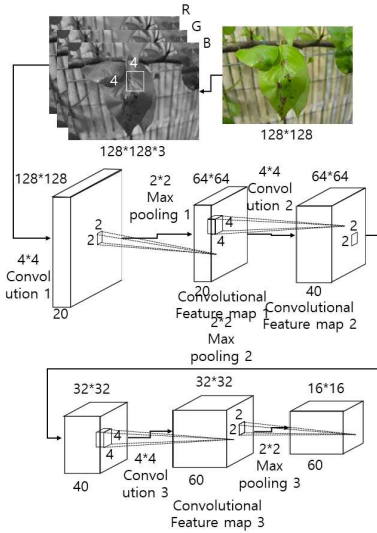 R
G
B
4
4
128*128*3
128*128
128*128
2*2
Max
pooling 1
64*64
4*4
Convol
ution 2
64*64
2
2
4
4
2
2
4*4
Convol
ution 1
20
20
Convolutional
Feature map 1
40
Convolutional
Feature map 2
2*2
Max
pooling 2
32*32
32*32
16*16
4
4
2
2
40
4*4
Convol
ution 3
60
2*2
Max
pooling 3
60
Convolutional
Feature map 3